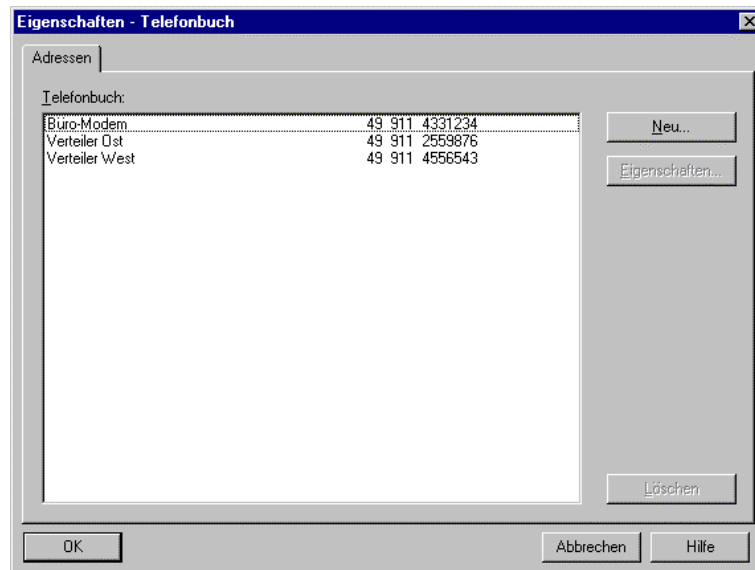 Eigenschaften - Telefonbuch
Adressen
Telefonbuch:
Büro-Modem 49 911 4331234
Verteiler Ost 49 911 2559876
Verteiler West 49 911 4556543
Neu...
Eigenschaften...
Löschen
OK Abbrechen Hilfe